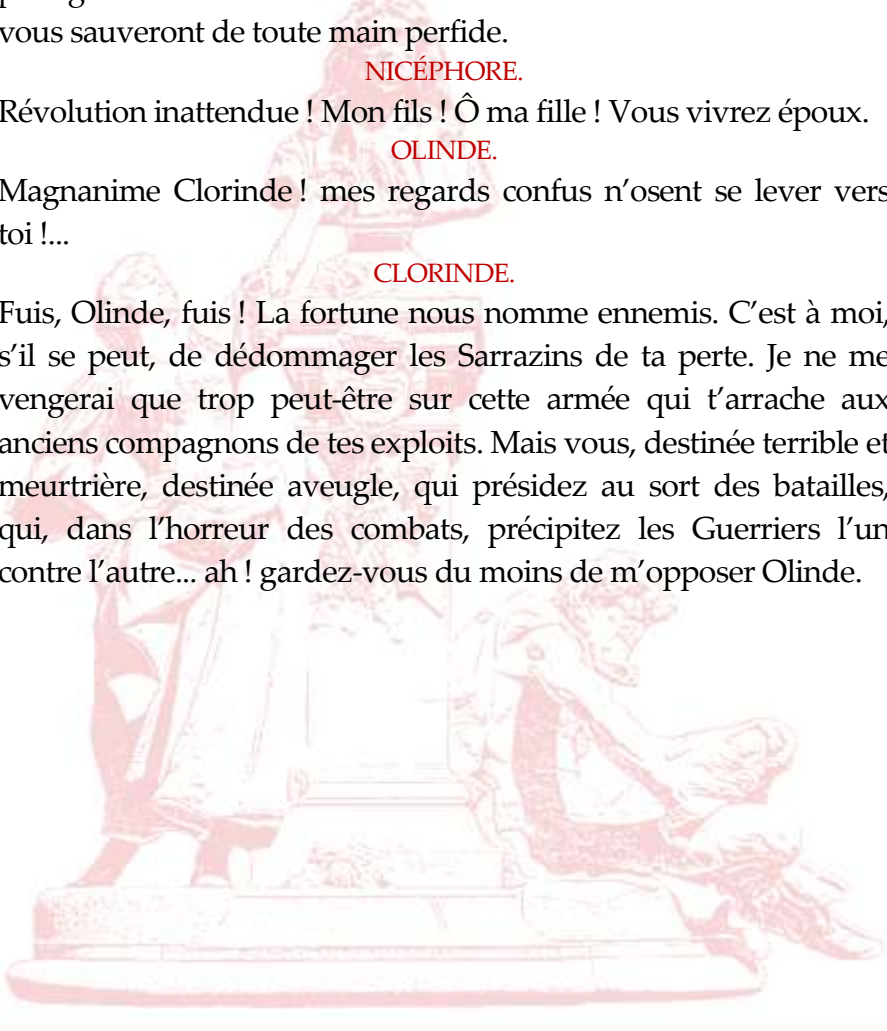 vous sauveront de toute main perfide.
NICÉPHORE.
Révolution inattendue ! Mon fils ! Ô ma fille ! Vous vivrez époux.
OLINDE.
Magnanime Clorinde ! mes regards confus n’osent se lever vers
toi !...
CLORINDE.
Fuis, Olinde, fuis ! La fortune nous nomme ennemis. C’est à moi,
s’il se peut, de dédommager les Sarrazins de ta perte. Je ne me
vengerai que trop peut-être sur cette armée qui t’arrache aux
anciens compagnons de tes exploits. Mais vous, destinée terrible et
meurtrière, destinée aveugle, qui présidez au sort des batailles,
qui, dans l’horreur des combats, précipitez les Guerriers l’un
contre l’autre... ah ! gardez-vous du moins de m’opposer Olinde.